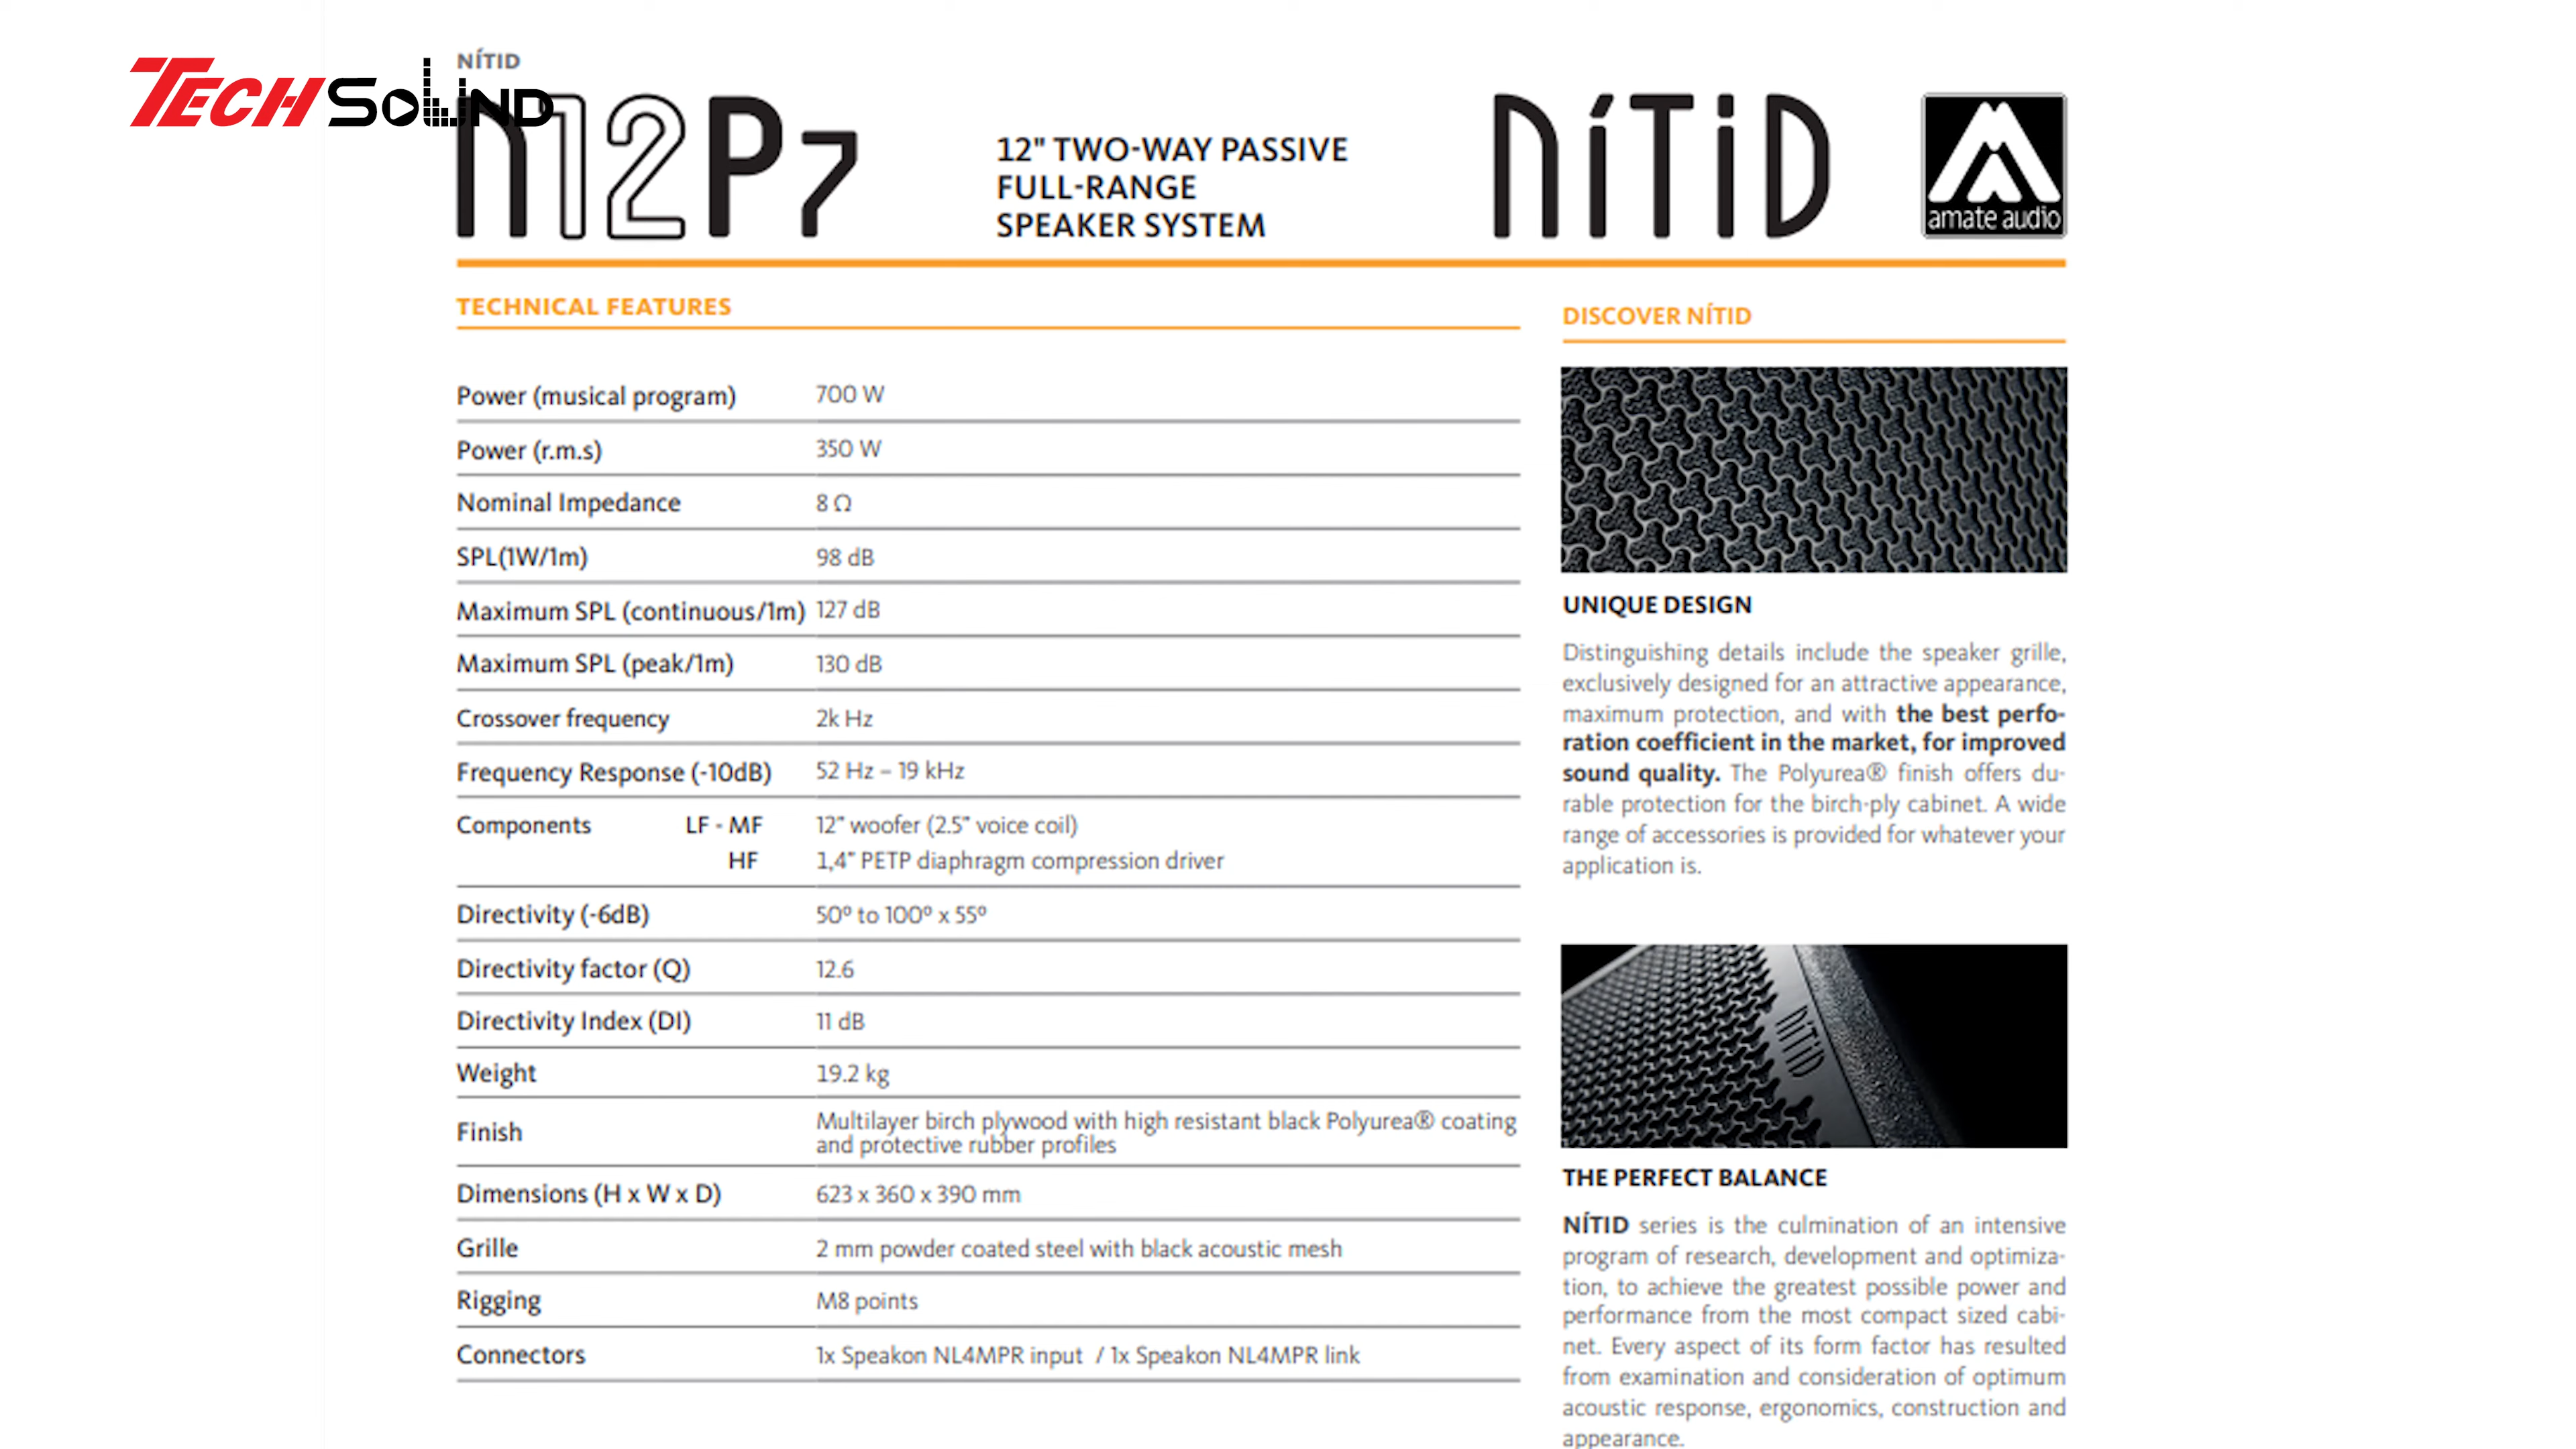 TECHSOUND
NÍTID
N12P7
12" TWO-WAY PASSIVE
FULL-RANGE
SPEAKER SYSTEM
NÍTID
amate audio
TECHNICAL FEATURES
Power (musical program) 700 W
Power (r.m.s) 350 W
Nominal Impedance 8 Ω
SPL(1W/1m) 98 dB
Maximum SPL (continuous/1m) 127 dB
Maximum SPL (peak/1m) 130 dB
Crossover frequency 2k Hz
Frequency Response (-10dB) 52 Hz – 19 kHz
Components LF - MF 12" woofer (2.5" voice coil)
HF 1,4" PETP diaphragm compression driver
Directivity (-6dB) 50º to 100º x 55º
Directivity factor (Q) 12.6
Directivity Index (DI) 11 dB
Weight 19.2 kg
Finish Multilayer birch plywood with high resistant black Polyurea® coating
and protective rubber profiles
Dimensions (H x W x D) 623 x 360 x 390 mm
Grille 2 mm powder coated steel with black acoustic mesh
Rigging M8 points
Connectors 1x Speakon NL4MPR input / 1x Speakon NL4MPR link
DISCOVER NÍTID
UNIQUE DESIGN
Distinguishing details include the speaker grille,
exclusively designed for an attractive appearance,
maximum protection, and with the best perfo-
ration coefficient in the market, for improved
sound quality. The Polyurea® finish offers du-
rable protection for the birch-ply cabinet. A wide
range of accessories is provided for whatever your
application is.
NÍTID
THE PERFECT BALANCE
NÍTID series is the culmination of an intensive
program of research, development and optimiza-
tion, to achieve the greatest possible power and
performance from the most compact sized cabi-
net. Every aspect of its form factor has resulted
from examination and consideration of optimum
acoustic response, ergonomics, construction and
appearance.